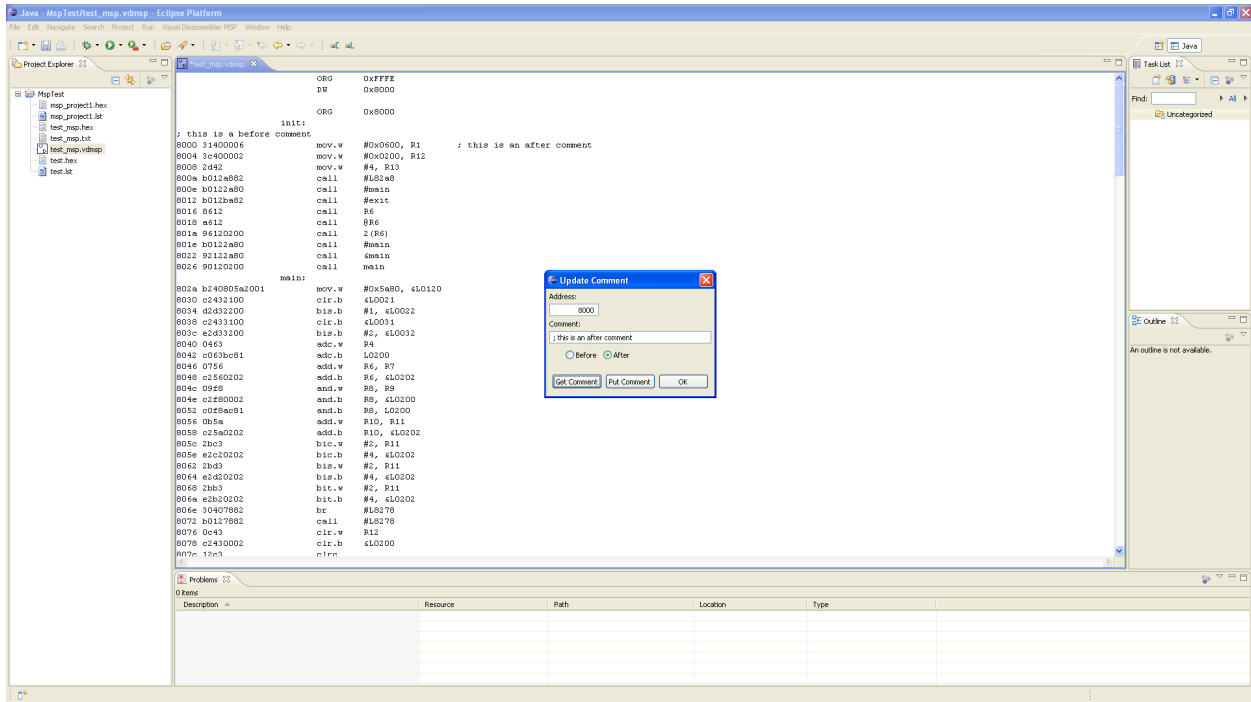 Java - MspTest/test_msp.vdmsp - Eclipse Platform
File Edit Navigate Search Project Run Visual Disassembler MSP Window Help
Java
Project Explorer
MspTest
msp_project1.hex
msp_project1.lst
test_msp.hex
test_msp.txt
test_msp.vdmsp
test.hex
test.lst
*test_msp.vdmsp
ORG 0xFFFE
DW 0x8000
ORG 0x8000
init:
; this is a before comment
8000 31400006 mov.w #0x0600, R1 ; this is an after comment
8004 3c400002 mov.w #0x0200, R12
8008 2d42 mov.w #4, R13
800a b012a882 call #L82a8
800e b0122a80 call #main
8012 b012ba82 call #exit
8016 8612 call R6
8018 a612 call @R6
801a 96120200 call 2(R6)
801e b0122a80 call #main
8022 92122a80 call &main
8026 90120200 call main
main:
802a b240805a2001 mov.w #0x5a80, &L0120
8030 c2432100 clr.b &L0021
8034 d2d32200 bis.b #1, &L0022
8038 c2433100 clr.b &L0031
803c e2d33200 bis.b #2, &L0032
8040 0463 adc.w R4
8042 c063bc81 adc.b L0200
8046 0756 add.w R6, R7
8048 c2560202 add.b R6, &L0202
804c 09f8 and.w R8, R9
804e c2f80002 and.b R8, &L0200
8052 c0f8ac81 and.b R8, L0200
8056 0b5a add.w R10, R11
8058 c25a0202 add.b R10, &L0202
805c 2bc3 bic.w #2, R11
805e e2c20202 bic.b #4, &L0202
8062 2bd3 bis.w #2, R11
8064 e2d20202 bis.b #4, &L0202
8068 2bb3 bit.w #2, R11
806a e2b20202 bit.b #4, &L0202
806e 30407882 br #L8278
8072 b0127882 call #L8278
8076 0c43 clr.w R12
8078 c2430002 clr.b &L0200
807c 12c3 clrc
Update Comment
Address:
8000
Comment:
; this is an after comment
Before After
Get Comment Put Comment OK
Task List
Find: All
Uncategorized
Outline
An outline is not available.
Problems
0 items
Description Resource Path Location Type